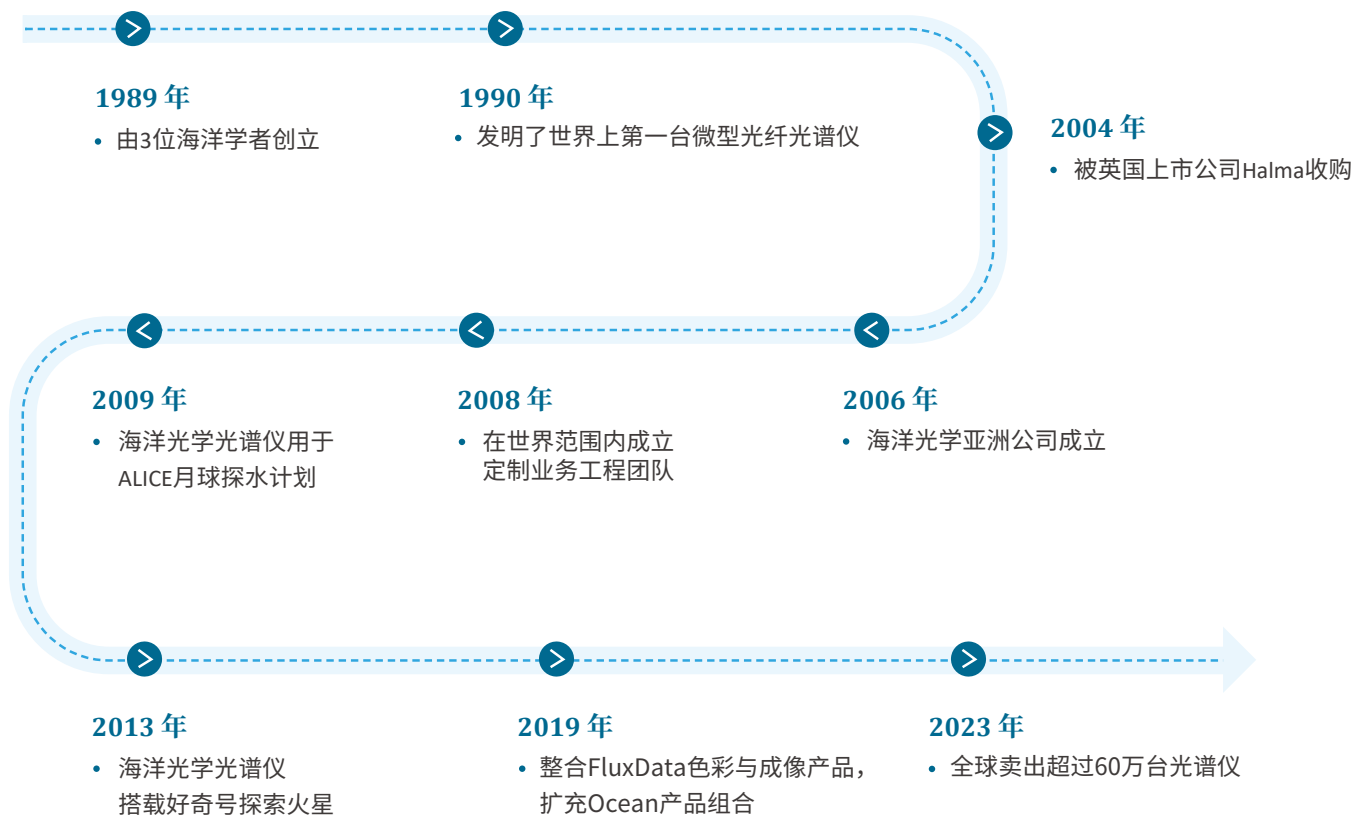 1989 年
• 由3位海洋学者创立
1990 年
• 发明了世界上第一台微型光纤光谱仪
2004 年
• 被英国上市公司Halma收购
2006 年
• 海洋光学亚洲公司成立
2008 年
• 在世界范围内成立
定制业务工程团队
2009 年
• 海洋光学光谱仪用于
ALICE月球探水计划
2013 年
• 海洋光学光谱仪
搭载好奇号探索火星
2019 年
• 整合FluxData色彩与成像产品，
扩充Ocean产品组合
2023 年
• 全球卖出超过60万台光谱仪